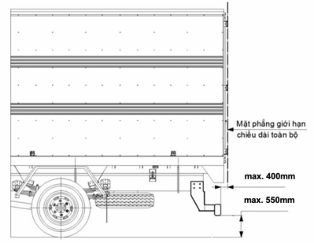 Mặt phẳng giới hạn
chiều dài toàn bộ
max. 400mm
max. 550mm